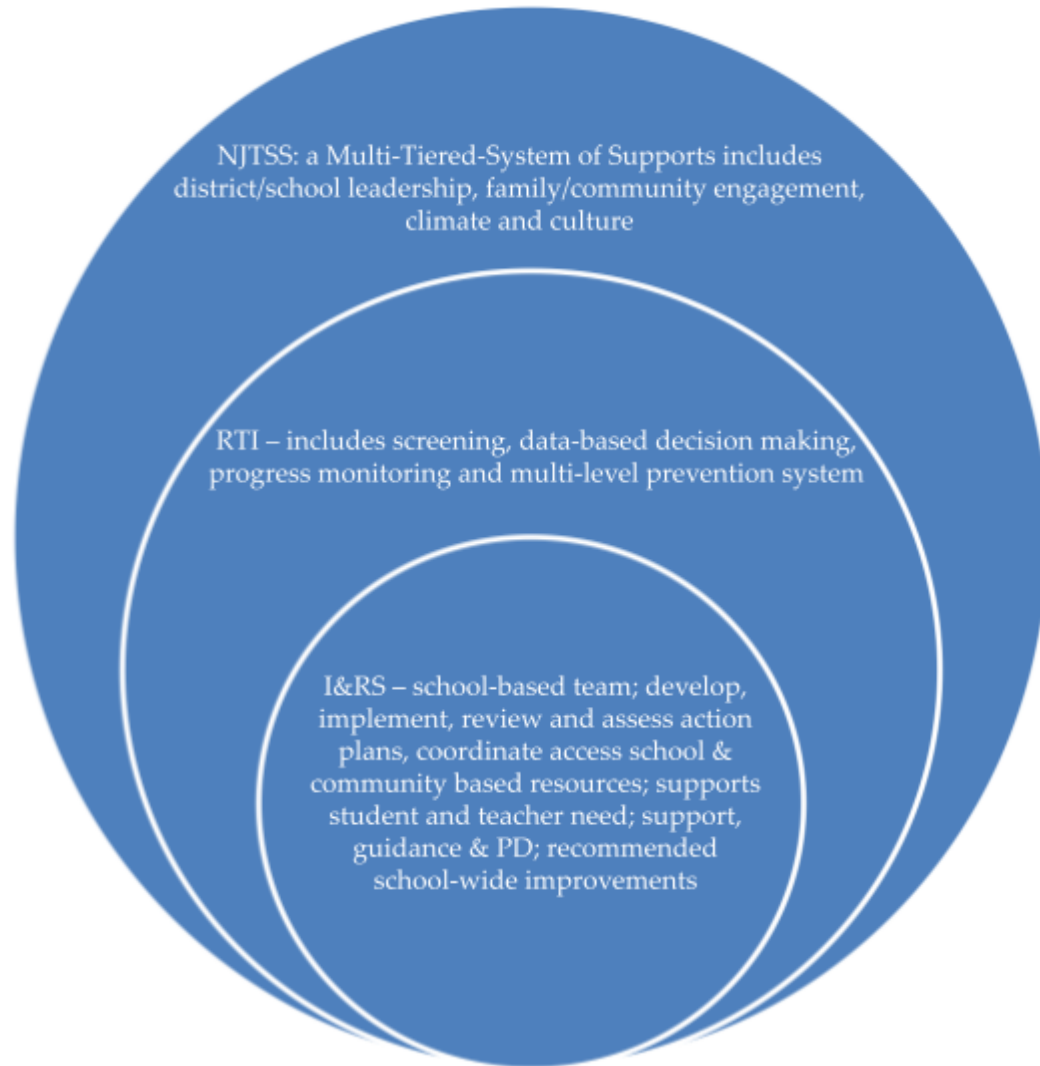 NJTSS: a Multi-Tiered-System of Supports includes
district/school leadership, family/community engagement,
climate and culture
RTI – includes screening, data-based decision making,
progress monitoring and multi-level prevention system
I&RS – school-based team; develop,
implement, review and assess action
plans, coordinate access school &
community based resources; supports
student and teacher need; support,
guidance & PD; recommended
school-wide improvements